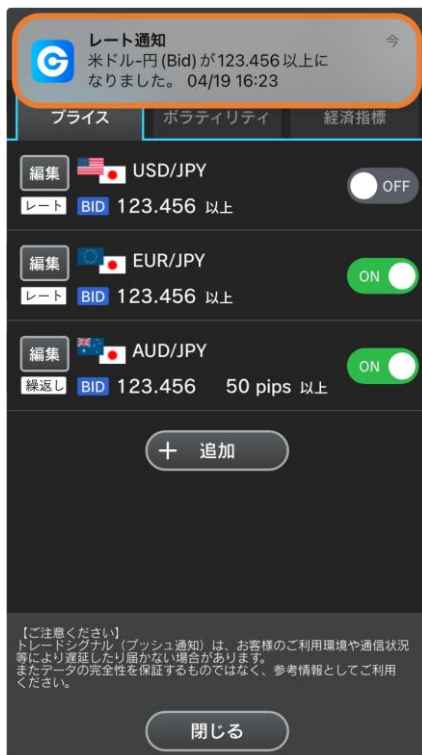 レート通知
今
米ドル-円(Bid)が123.456以上に
なりました。 04/19 16:23
プライス
ボラティリティ
経済指標
編集 USD/JPY
OFF
レート BID 123.456 以上
編集 EUR/JPY
ON
レート BID 123.456 以上
編集 AUD/JPY
ON
繰返し BID 123.456 50 pips 以上
+ 追加
【ご注意ください】
トレードシグナル(プッシュ通知)は、お客様のご利用環境や通信状況
等により遅延したり届かない場合があります。
またデータの完全性を保証するものではなく、参考情報としてご利用
ください。
閉じる